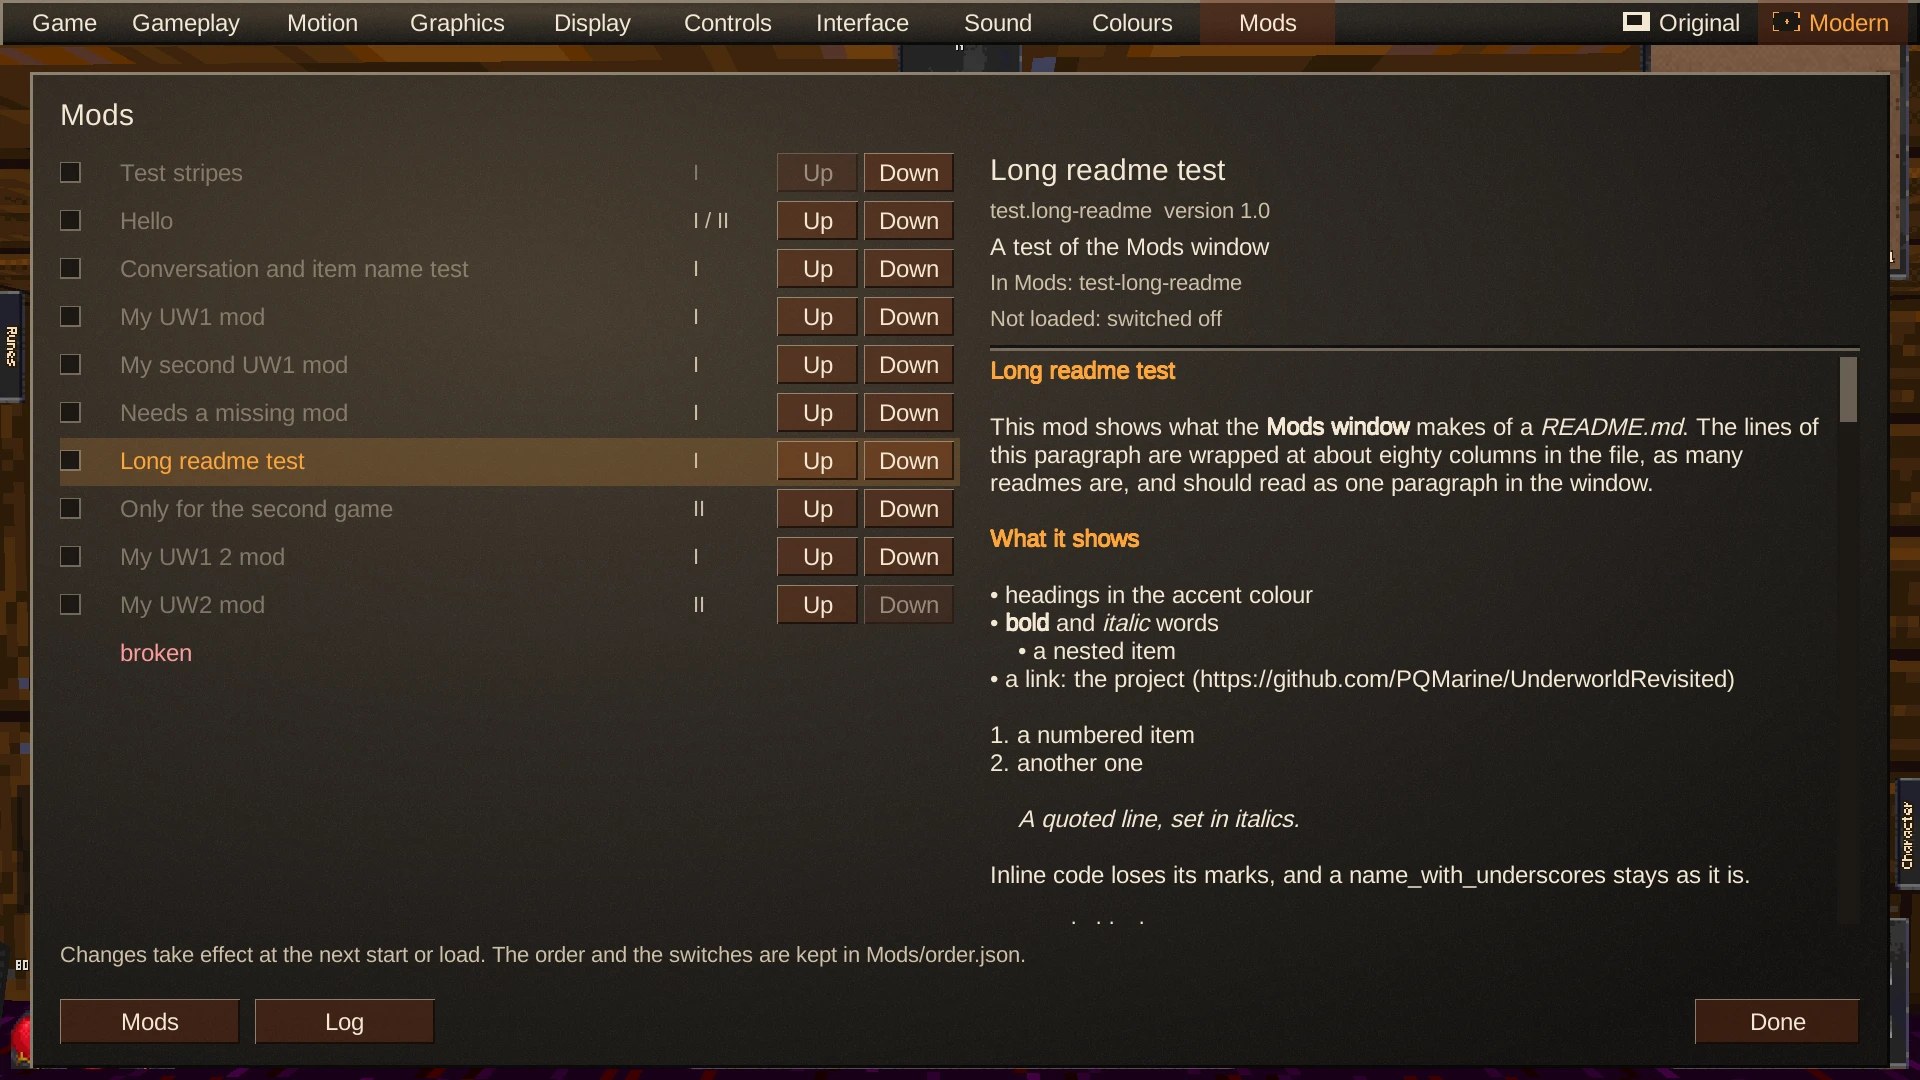 Game Gameplay Motion Graphics Display Controls Interface Sound Colours Mods Original Modern
Mods
Test stripes I Up Down
Hello I / II Up Down
Conversation and item name test I Up Down
My UW1 mod I Up Down
My second UW1 mod I Up Down
Needs a missing mod I Up Down
Long readme test I Up Down
Only for the second game II Up Down
My UW1 2 mod I Up Down
My UW2 mod II Up Down
broken
Long readme test
test.long-readme version 1.0
A test of the Mods window
In Mods: test-long-readme
Not loaded: switched off
Long readme test
This mod shows what the Mods window makes of a README.md. The lines of
this paragraph are wrapped at about eighty columns in the file, as many
readmes are, and should read as one paragraph in the window.
What it shows
• headings in the accent colour
• bold and italic words
• a nested item
• a link: the project (https://github.com/PQMarine/UnderworldRevisited)
1. a numbered item
2. another one
A quoted line, set in italics.
Inline code loses its marks, and a name_with_underscores stays as it is.
Changes take effect at the next start or load. The order and the switches are kept in Mods/order.json.
Mods Log Done
Runes
Character